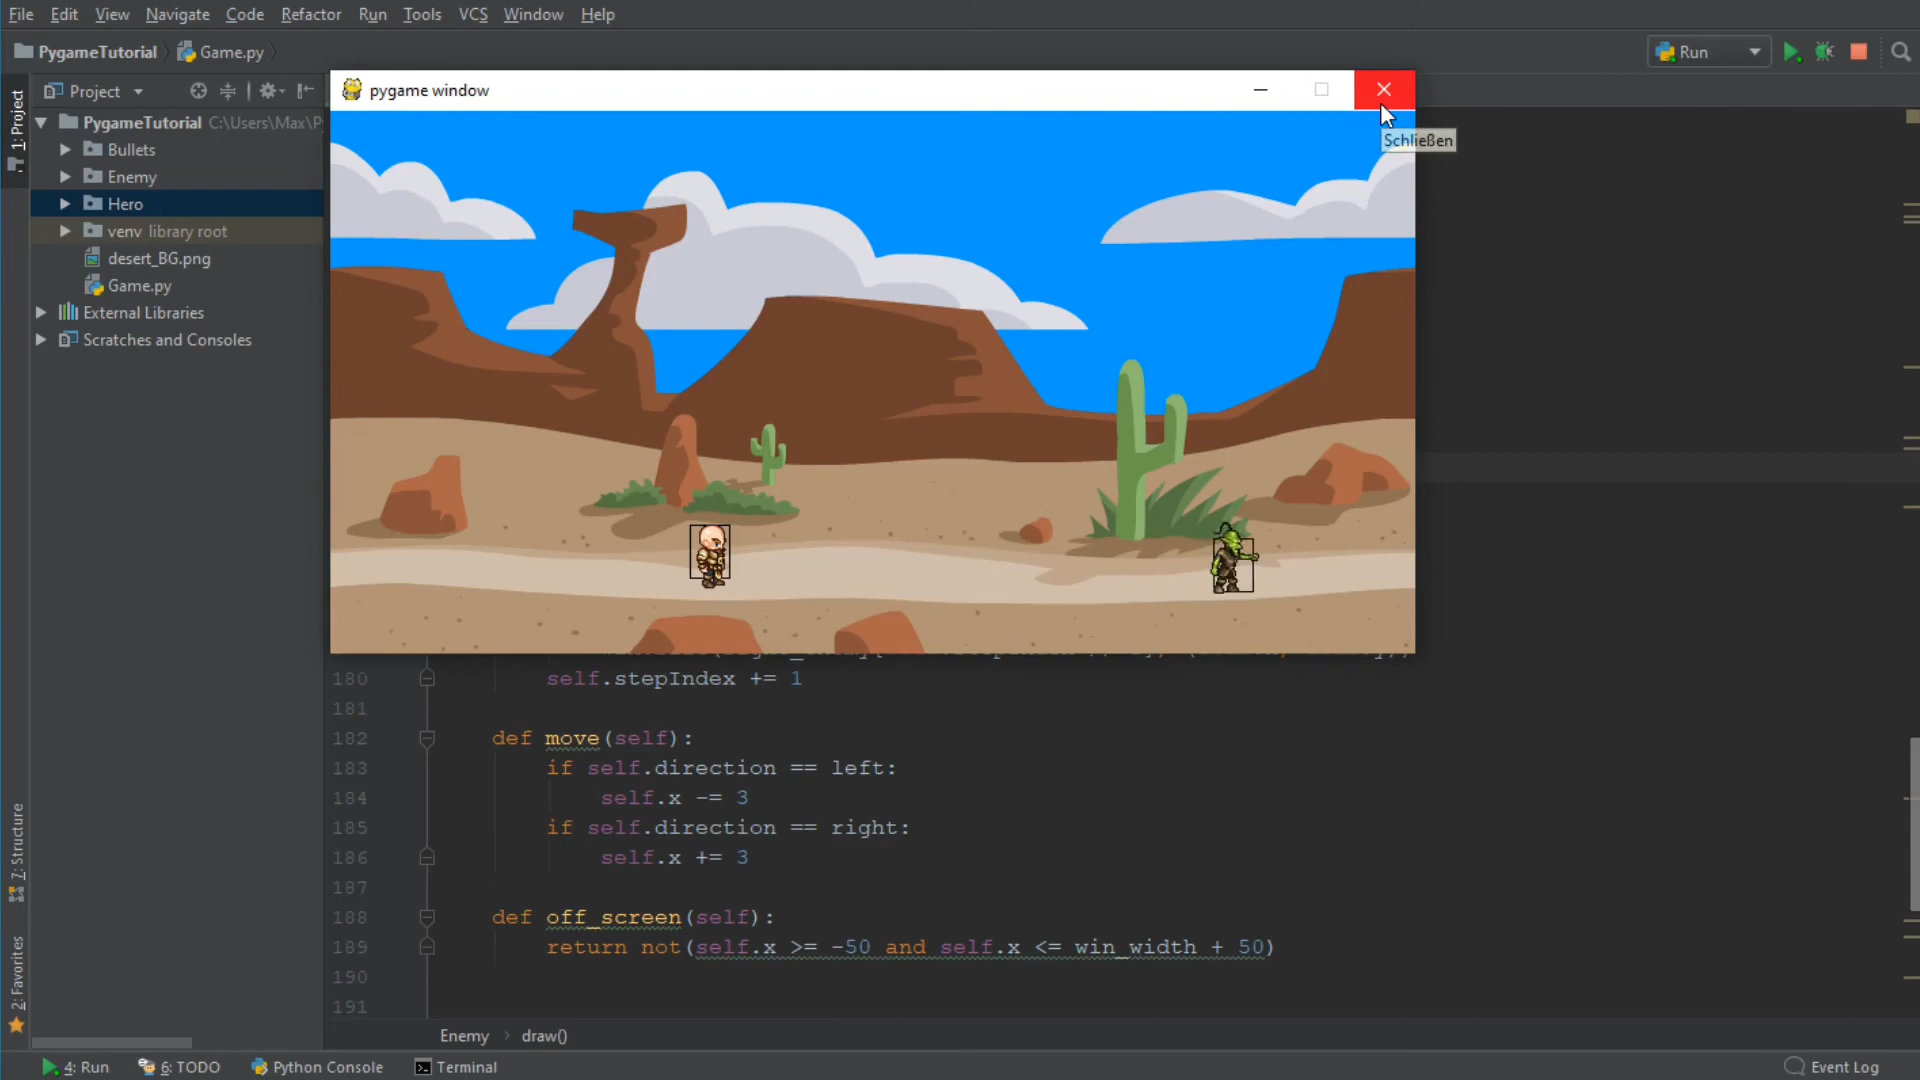 File Edit View Navigate Code Refactor Run Tools VCS Window Help
PygameTutorial Game.py Run
Project
1: Project
pygame window
Schließen
PygameTutorial C:\Users\Max\P
Bullets
Enemy
Hero
venv library root
desert_BG.png
Game.py
External Libraries
Scratches and Consoles
180 self.stepIndex += 1
181
182 def move(self):
183 if self.direction == left:
184 self.x -= 3
185 if self.direction == right:
186 self.x += 3
187
188 def off_screen(self):
189 return not(self.x >= -50 and self.x <= win_width + 50)
190
191
7: Structure
2: Favorites
Enemy draw()
4: Run 6: TODO Python Console Terminal Event Log